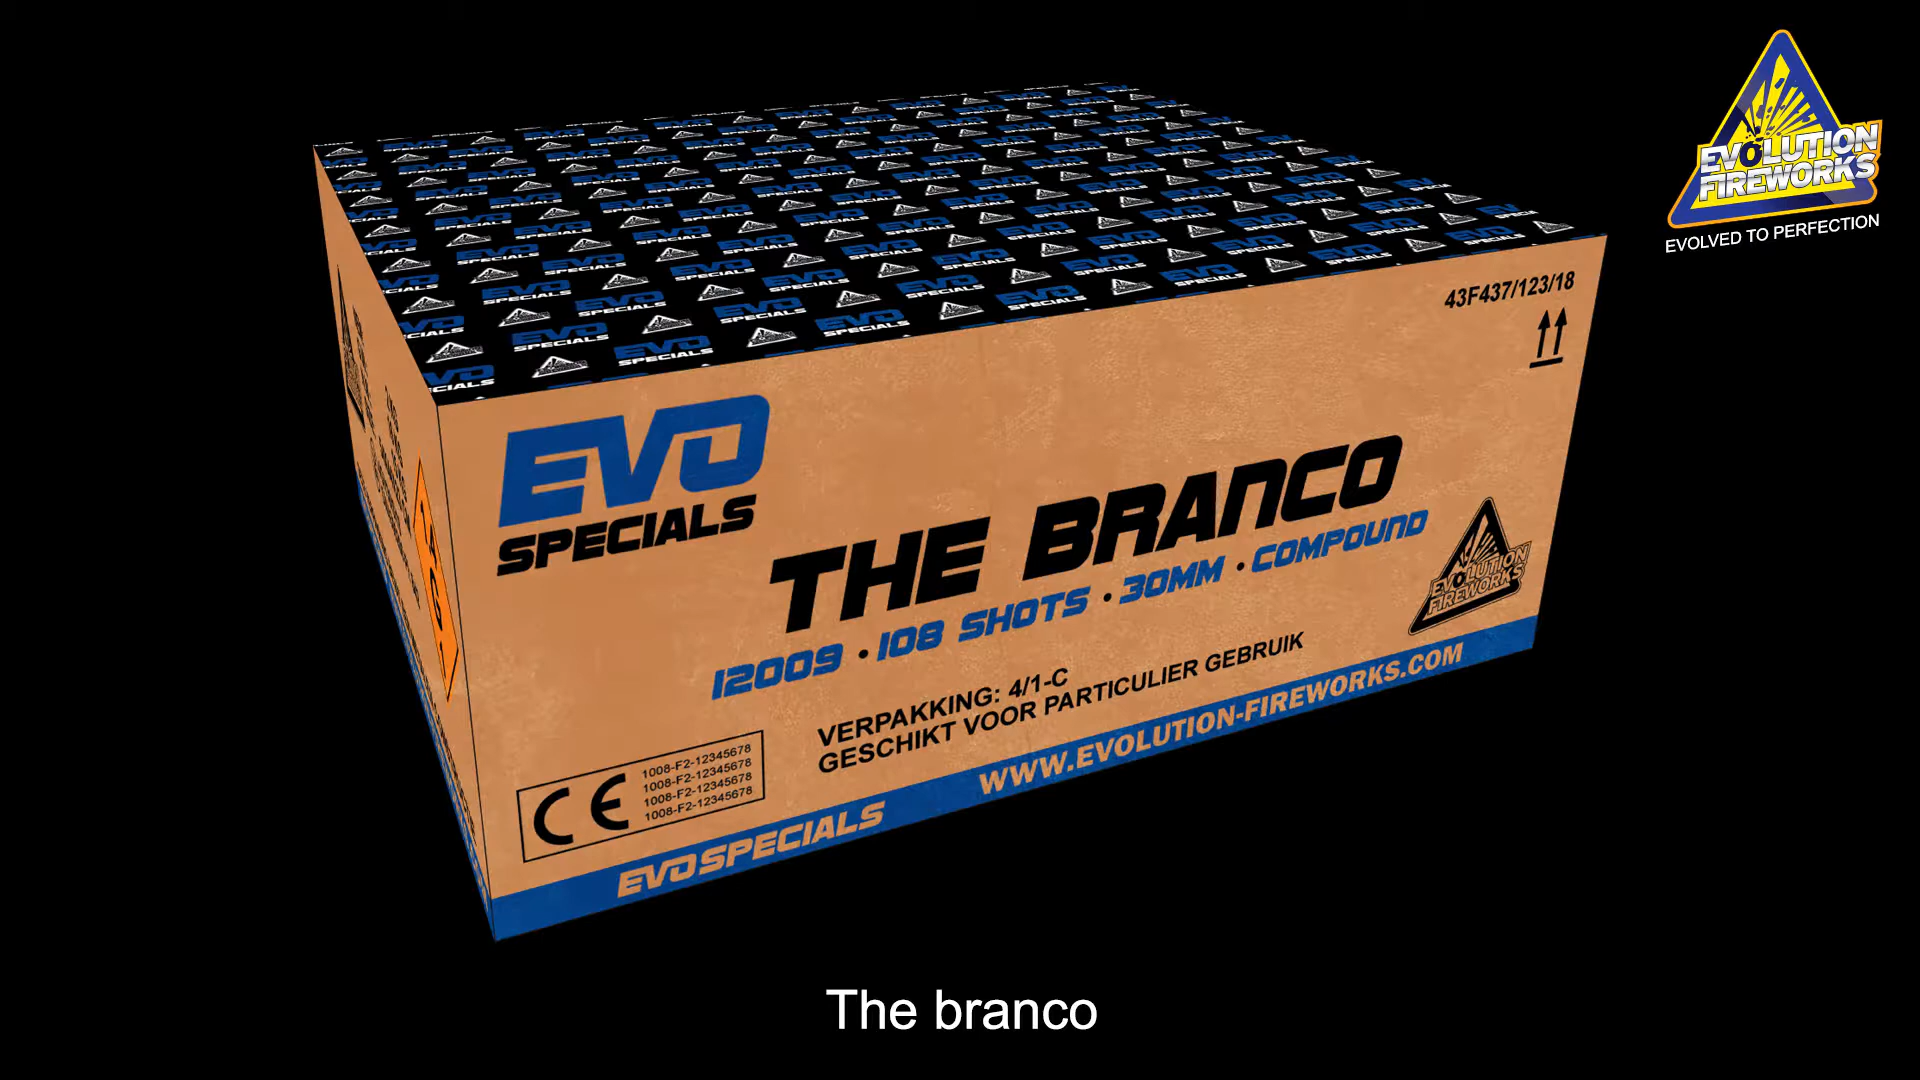 EVOLUTION
FIREWORKS
EVOLVED TO PERFECTION
43F437/123/18
EVO
SPECIALS
THE BRANCO
12009 • 108 SHOTS • 30MM • COMPOUND
EVOLUTION
FIREWORKS
VERPAKKING: 4/1-C
GESCHIKT VOOR PARTICULIER GEBRUIK
CE
1008-F2-12345678
1008-F2-12345678
1008-F2-12345678
1008-F2-12345678
EVO SPECIALS
WWW.EVOLUTION-FIREWORKS.COM
The branco